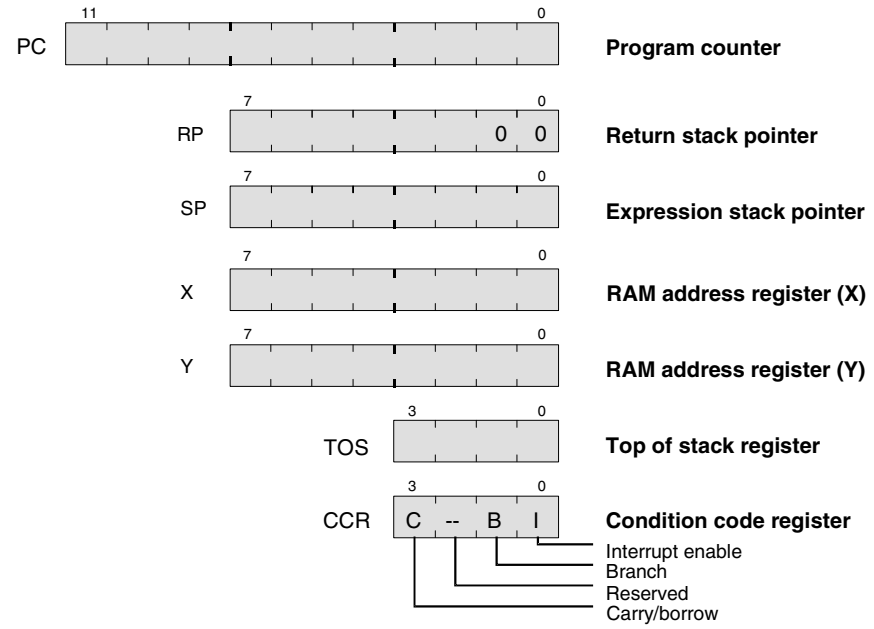 11 0
PC Program counter
7 0
RP 0 0 Return stack pointer
7 0
SP Expression stack pointer
7 0
X RAM address register (X)
7 0
Y RAM address register (Y)
3 0
TOS Top of stack register
3 0
CCR C -- B I Condition code register
Interrupt enable
Branch
Reserved
Carry/borrow